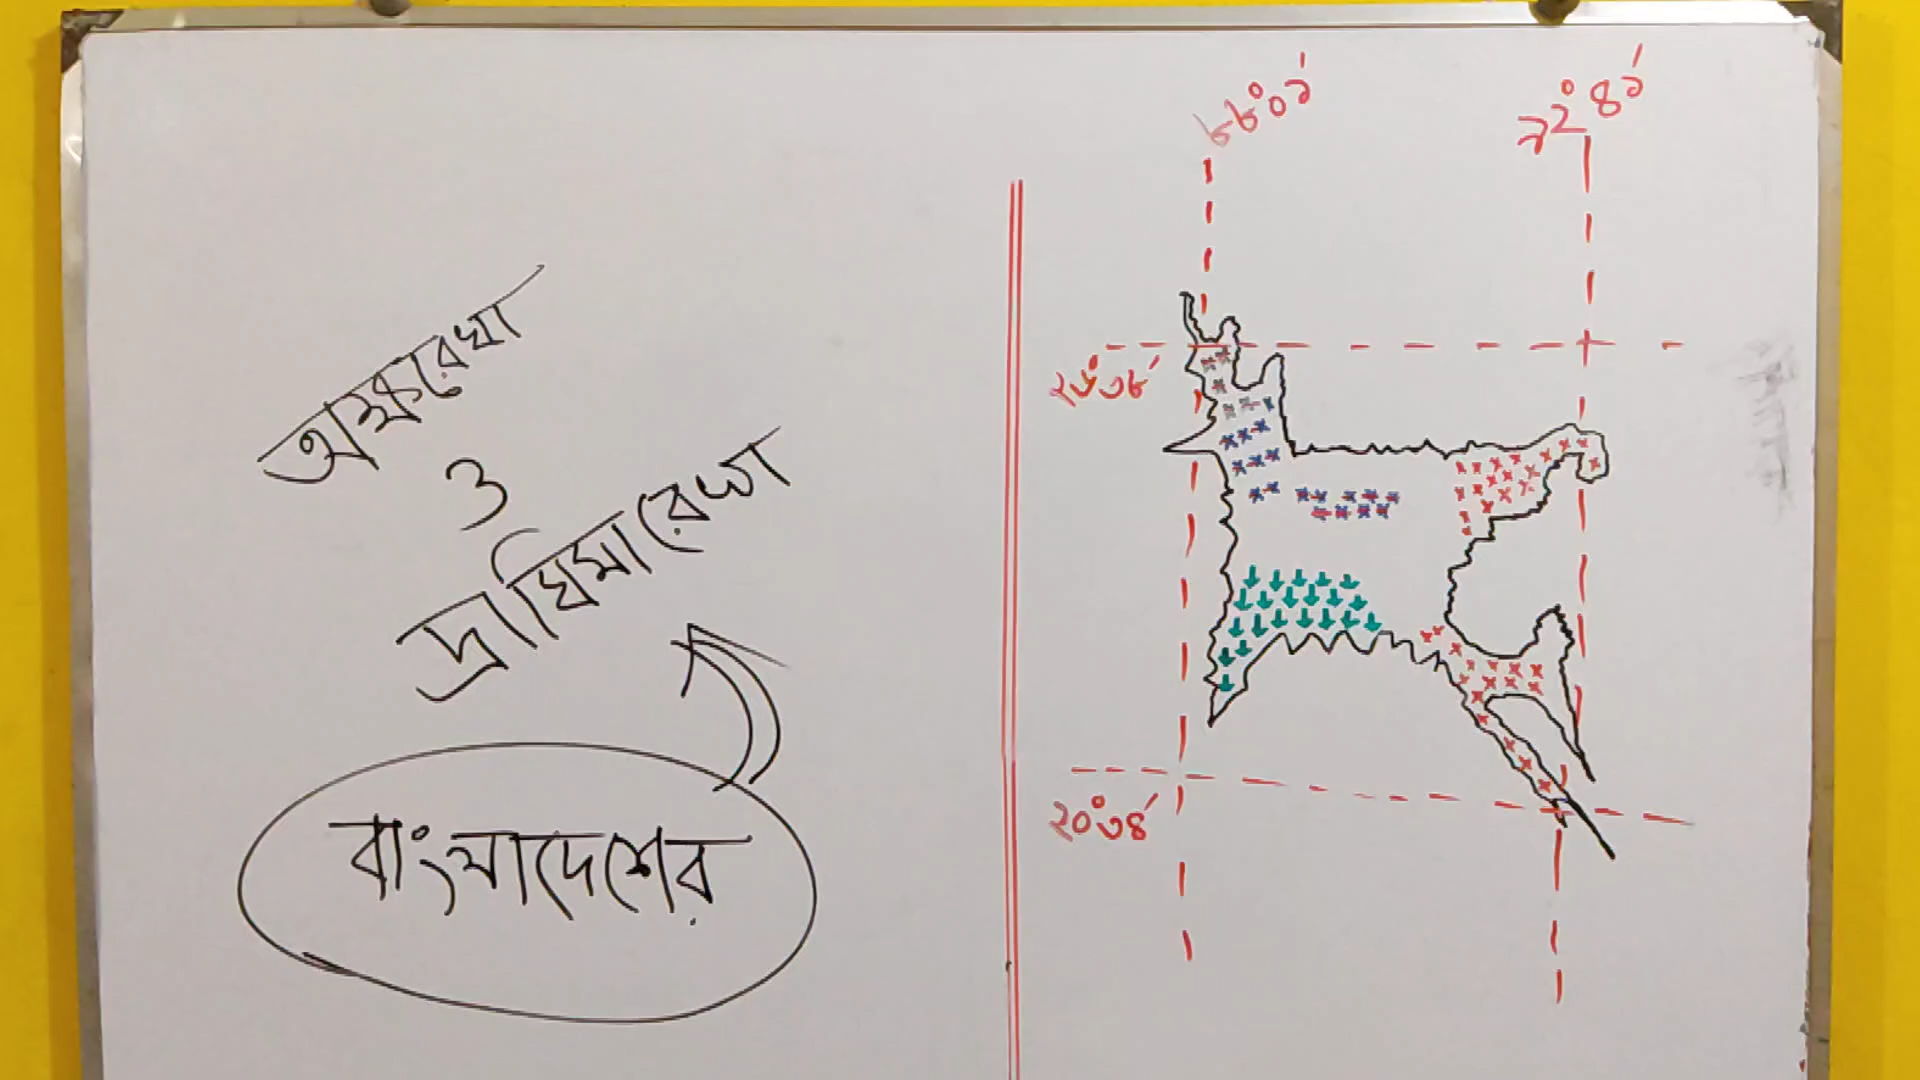 অক্ষরেখা
ও
দ্রাঘিমারেখা
বাংলাদেশের
৮৮°০১́
৯২°৪১́
২৬°৩৮́
২০°৩৪́